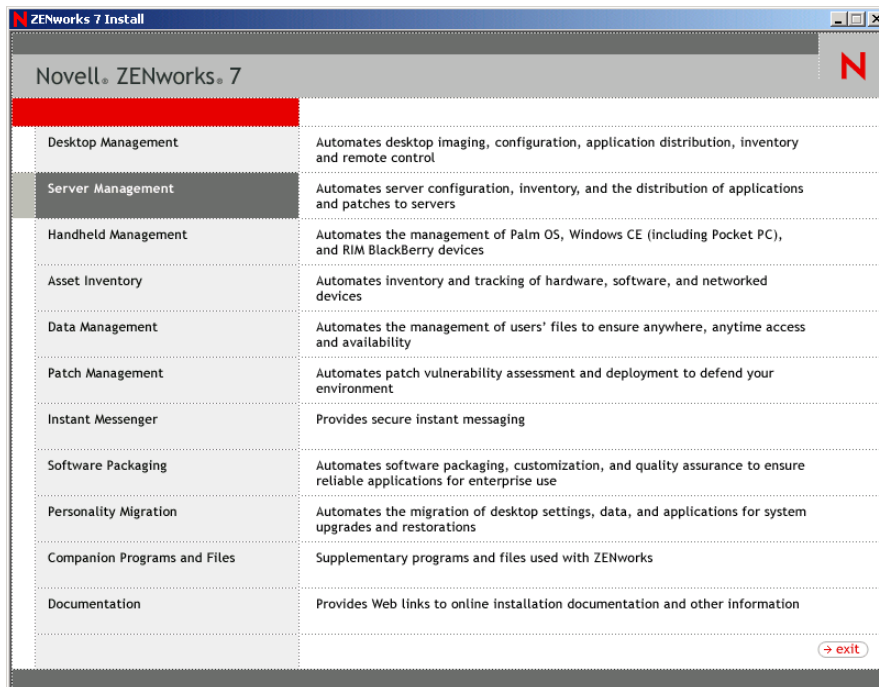 ZENworks 7 Install
Novell® ZENworks® 7
N
Desktop Management
Automates desktop imaging, configuration, application distribution, inventory
and remote control
Server Management
Automates server configuration, inventory, and the distribution of applications
and patches to servers
Handheld Management
Automates the management of Palm OS, Windows CE (including Pocket PC),
and RIM BlackBerry devices
Asset Inventory
Automates inventory and tracking of hardware, software, and networked
devices
Data Management
Automates the management of users’ files to ensure anywhere, anytime access
and availability
Patch Management
Automates patch vulnerability assessment and deployment to defend your
environment
Instant Messenger
Provides secure instant messaging
Software Packaging
Automates software packaging, customization, and quality assurance to ensure
reliable applications for enterprise use
Personality Migration
Automates the migration of desktop settings, data, and applications for system
upgrades and restorations
Companion Programs and Files
Supplementary programs and files used with ZENworks
Documentation
Provides Web links to online installation documentation and other information
exit